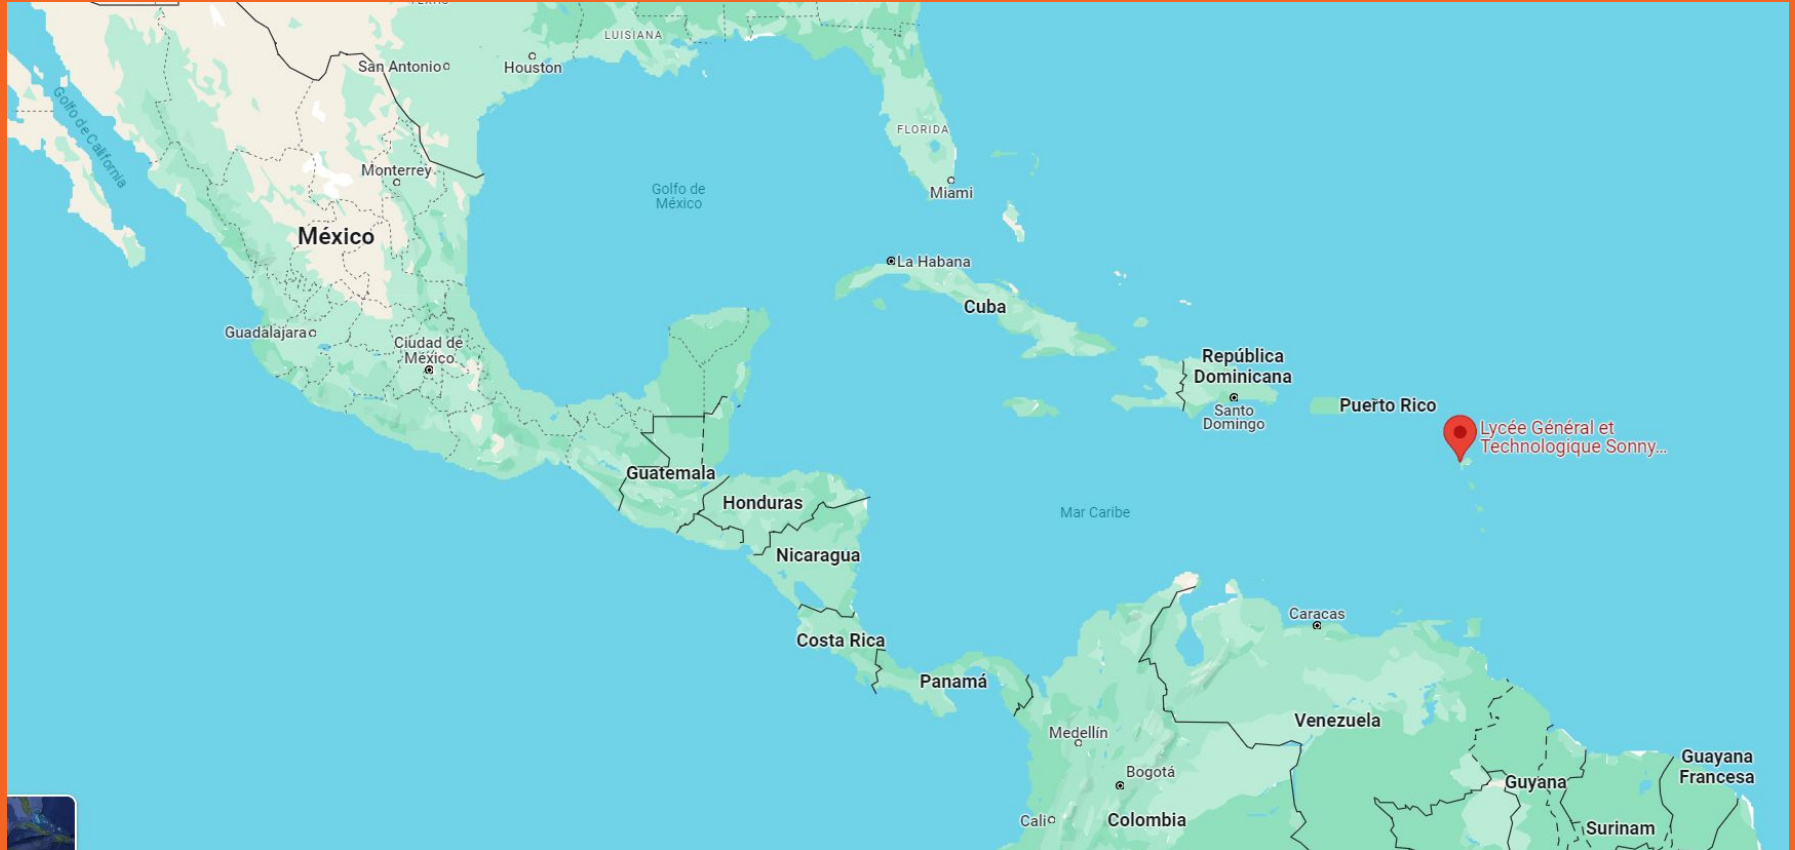 TEXAS
LUISIANA
San Antonio
Houston
Golfo de California
FLORIDA
Monterrey
Golfo de
México
Miami
México
La Habana
Cuba
Guadalajara
Ciudad de
México
República
Dominicana
Santo
Domingo
Puerto Rico
Lycée Général et
Technologique Sonny...
Guatemala
Honduras
Mar Caribe
Nicaragua
Caracas
Costa Rica
Panamá
Venezuela
Medellín
Guayana
Francesa
Bogotá
Guyana
Cali
Colombia
Surinam